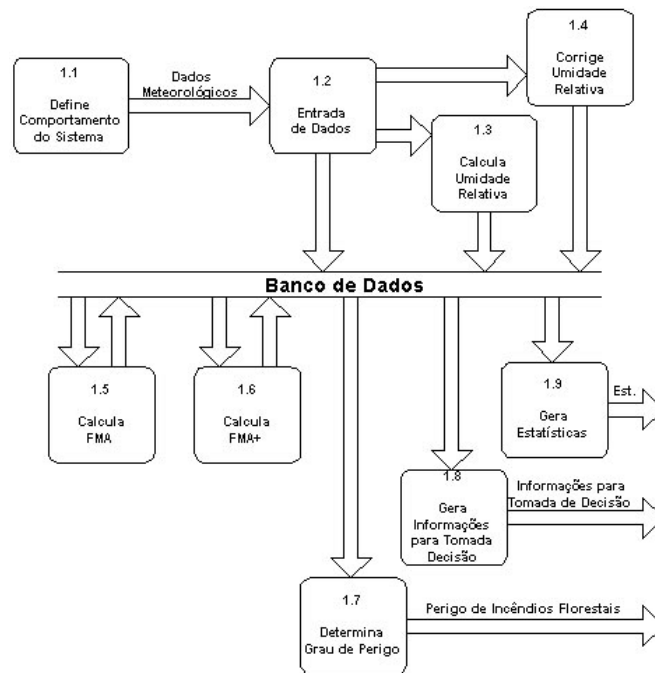 1.1
Define
Comportamento
do Sistema
Dados
Meteorológicos
1.2
Entrada
de Dados
1.4
Corrige
Umidade
Relativa
1.3
Calcula
Umidade
Relativa
Banco de Dados
1.5
Calcula
FMA
1.6
Calcula
FMA+
1.9
Gera
Estatísticas
Est.
1.8
Gera
Informações
para Tomada
Decisão
Informações para
Tomada de Decisão
1.7
Determina
Grau de Perigo
Perigo de Incêndios Florestais